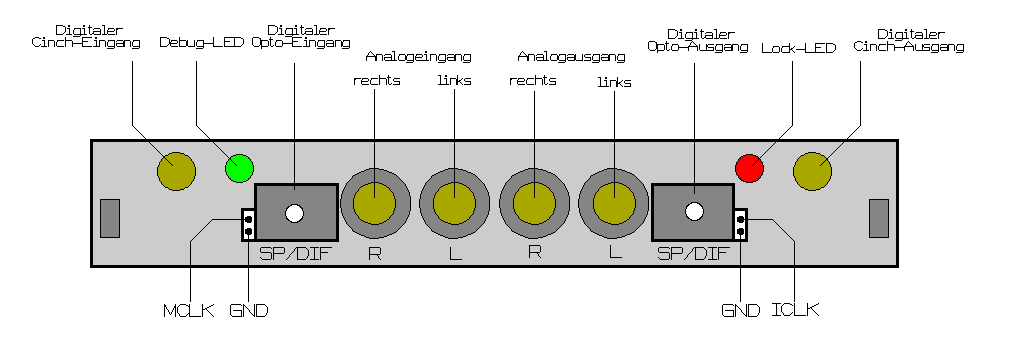 Digitaler
Cinch-Eingang
Debug-LED
Digitaler
Opto-Eingang
Analogeingang
rechts
links
Analogausgang
rechts
links
Digitaler
Opto-Ausgang
Lock-LED
Digitaler
Cinch-Ausgang
SP/DIF
R
L
R
L
SP/DIF
MCLK
GND
GND
ICLK